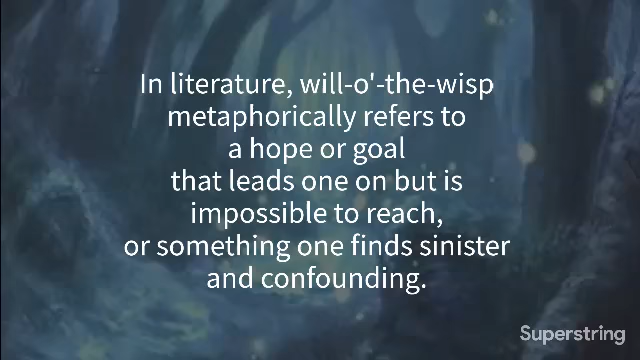 In literature, will-o'-the-wisp
metaphorically refers to
a hope or goal
that leads one on but is
impossible to reach,
or something one finds sinister
and confounding.
Superstring